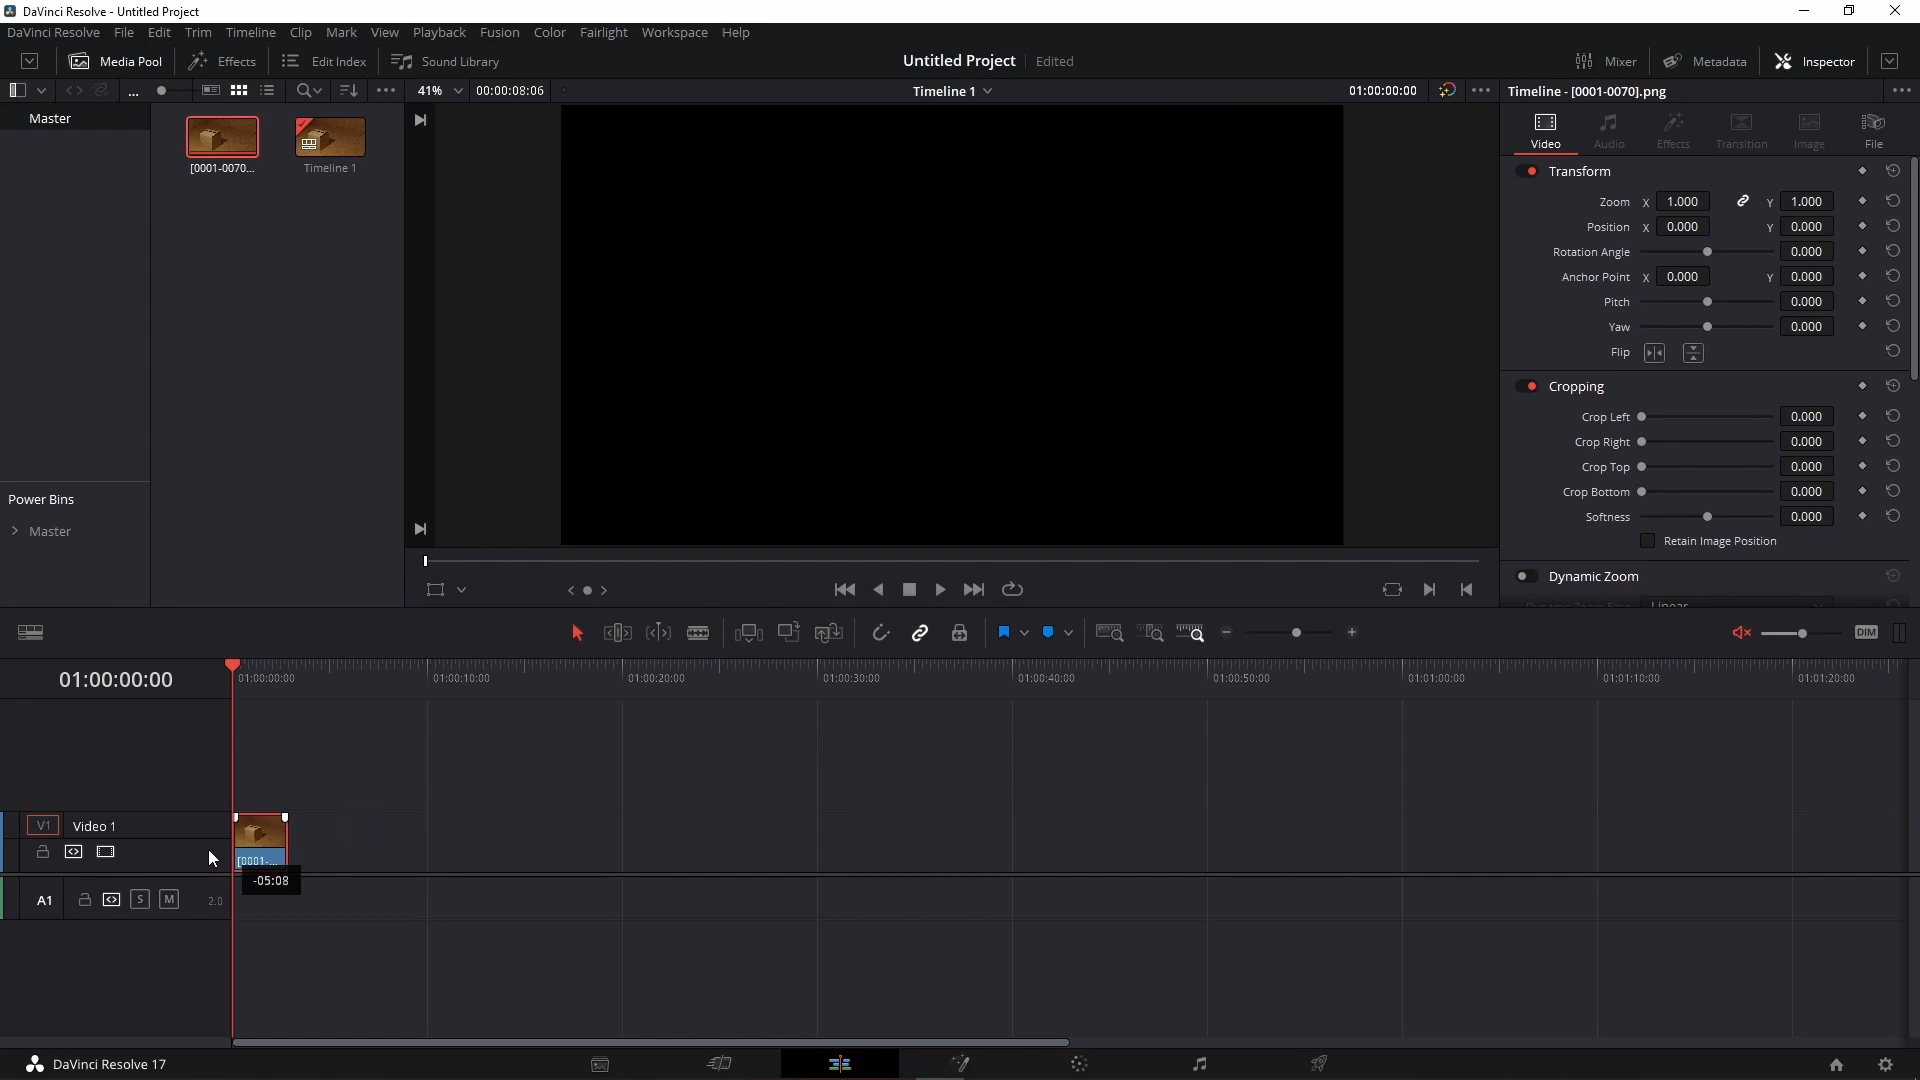 DaVinci Resolve - Untitled Project
DaVinci Resolve File Edit Trim Timeline Clip Mark View Playback Fusion Color Fairlight Workspace Help
Media Pool Effects Edit Index Sound Library Untitled Project Edited Mixer Metadata Inspector
... 41% 00:00:08:06 Timeline 1 01:00:00:00 Timeline - [0001-0070].png
Master
Video Audio Effects Transition Image File
[0001-0070... Timeline 1
Transform
Zoom X 1.000 Y 1.000
Position X 0.000 Y 0.000
Rotation Angle 0.000
Anchor Point X 0.000 Y 0.000
Pitch 0.000
Yaw 0.000
Flip
Cropping
Crop Left 0.000
Crop Right 0.000
Crop Top 0.000
Crop Bottom 0.000
Softness 0.000
Retain Image Position
Power Bins
Master
Dynamic Zoom
Dynamic Zoom Ease Linear
DIM
01:00:00:00
01:00:00:00 01:00:10:00 01:00:20:00 01:00:30:00 01:00:40:00 01:00:50:00 01:01:00:00 01:01:10:00 01:01:20:00
V1 Video 1
[0001-...
-05:08
A1 S M 2.0
DaVinci Resolve 17